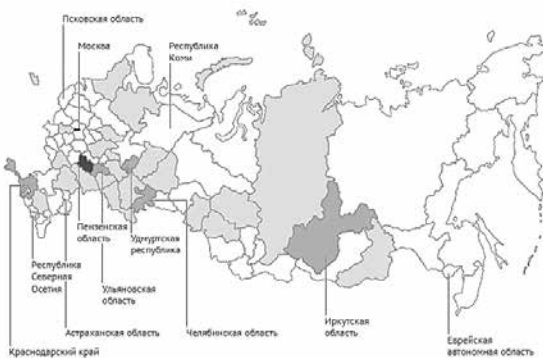 Псковская область
Москва
Республика
Коми
Пензенская
область
Удмуртская
республика
Республика
Северная
Осетия
Ульяновская
область
Астраханская область
Челябинская область
Иркутская
область
Краснодарский край
Еврейская
автономная область